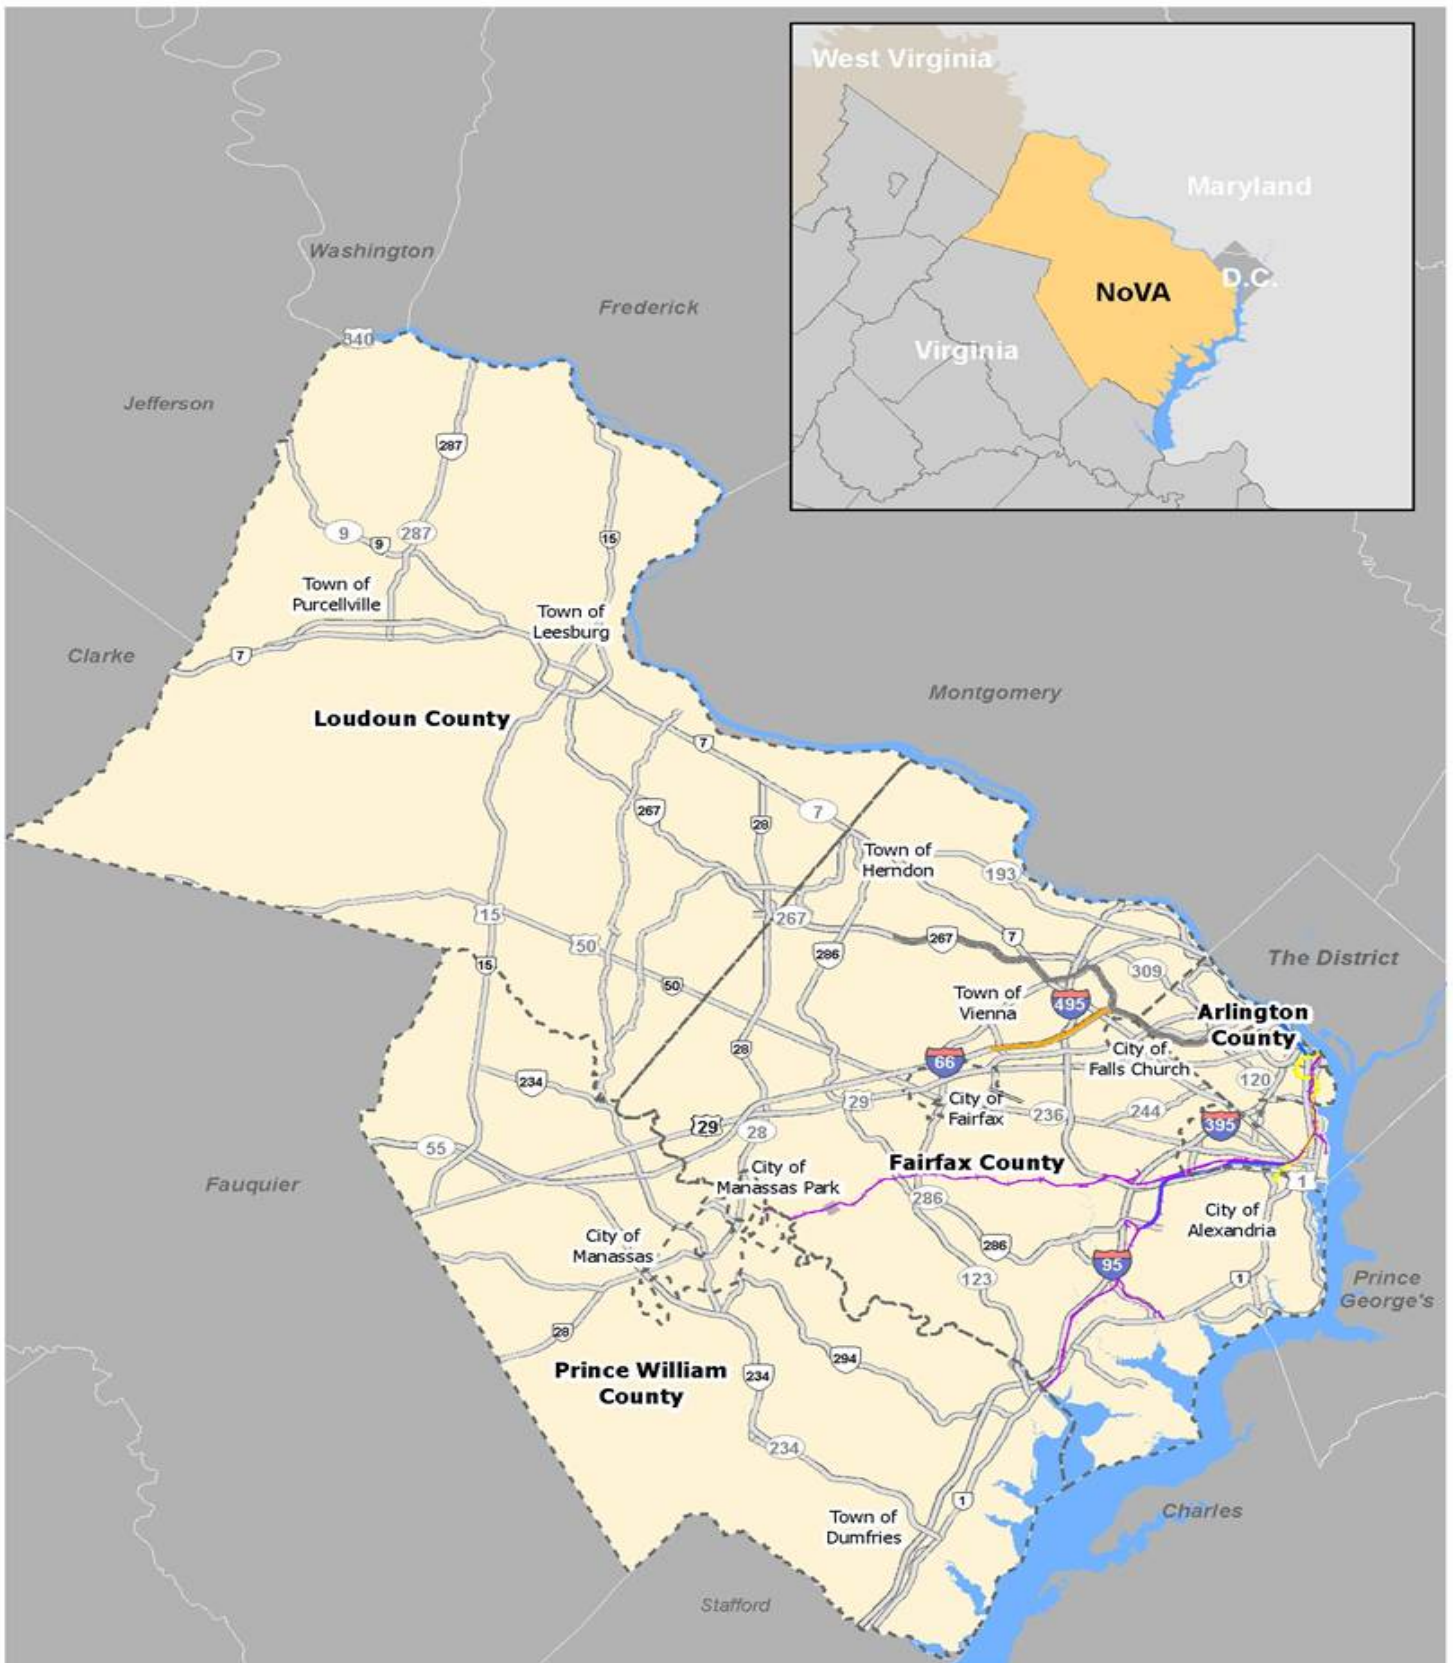 West Virginia
Maryland
D.C.
NoVA
Virginia
Washington
Frederick
340
Jefferson
287
9
9
287
15
Town of
Purcellville
Town of
Leesburg
7
Clarke
Montgomery
Loudoun County
7
267
28
7
Town of
Herndon
193
15
267
50
267
7
286
15
50
309
The District
Town of
Vienna
495
Arlington
County
28
City of
Falls Church
66
234
120
29
City of
Fairfax
236
244
29
28
395
55
Fairfax County
City of
Manassas Park
1
Fauquier
286
City of
Alexandria
City of
Manassas
286
95
123
1
Prince
George's
28
294
Prince William
County
234
234
1
Charles
Town of
Dumfries
Stafford